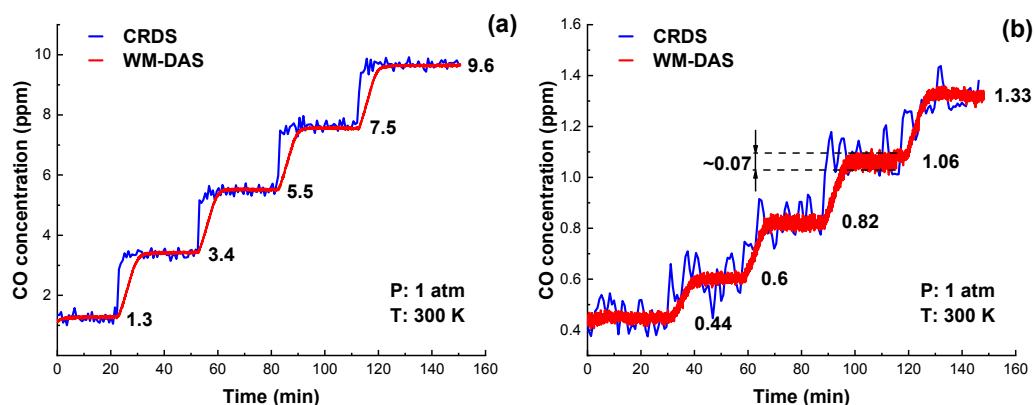 (a)
CRDS
WM-DAS
CO concentration (ppm)
10
8
6
4
2
9.6
7.5
5.5
3.4
1.3
P: 1 atm
T: 300 K
0 20 40 60 80 100 120 140 160
Time (min)
(b)
CRDS
WM-DAS
CO concentration (ppm)
1.6
1.4
1.2
1.0
0.8
0.6
0.4
1.33
~0.07
1.06
0.82
0.6
0.44
P: 1 atm
T: 300 K
0 20 40 60 80 100 120 140 160
Time (min)